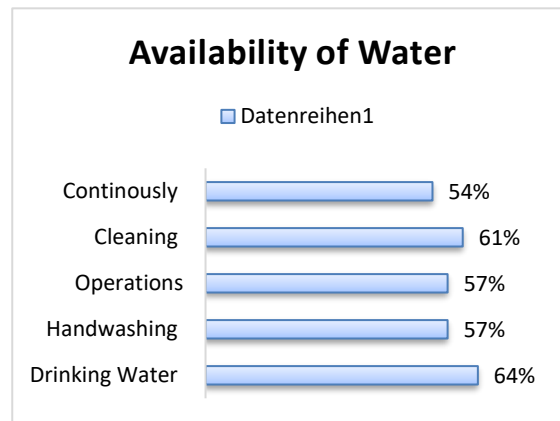 Availability of Water
Datenreihen1
Continously 54%
Cleaning 61%
Operations 57%
Handwashing 57%
Drinking Water 64%